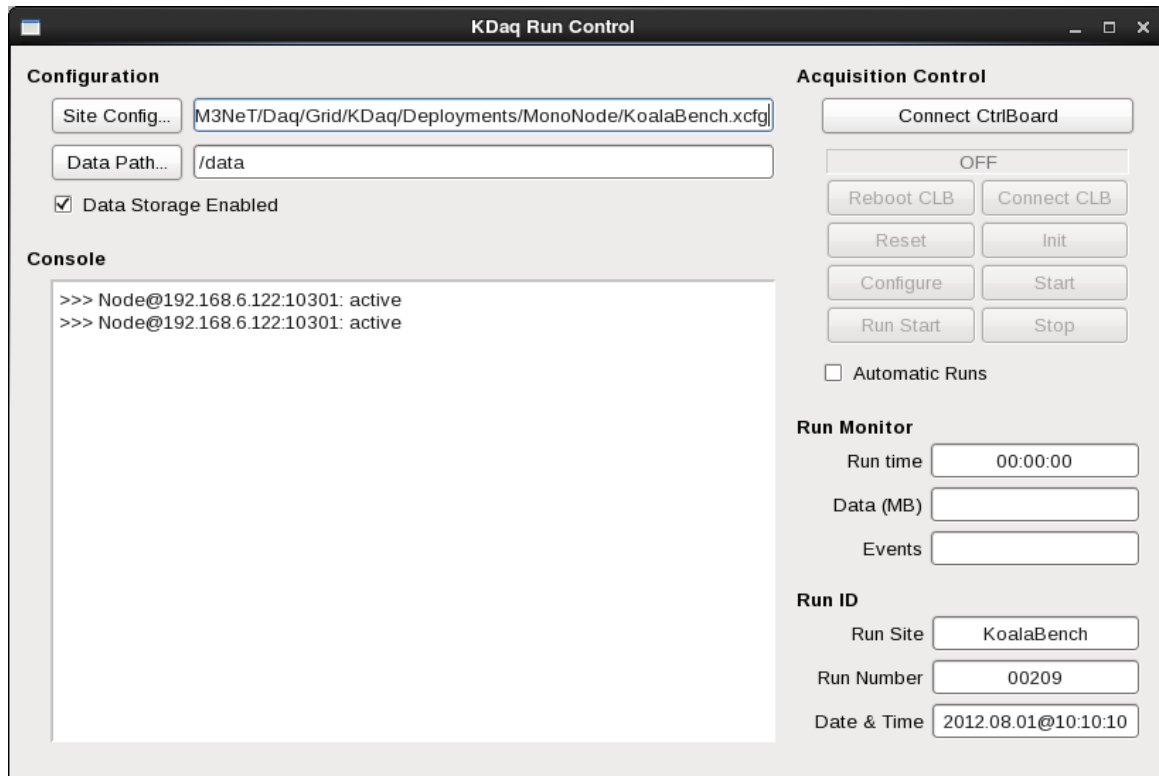 KDaq Run Control
Configuration
Site Config... M3NeT/Daq/Grid/KDaq/Deployments/MonoNode/KoalaBench.xcfg
Data Path... /data
Data Storage Enabled
Console
>>> Node@192.168.6.122:10301: active
>>> Node@192.168.6.122:10301: active
Acquisition Control
Connect CtrlBoard
OFF
Reboot CLB Connect CLB
Reset Init
Configure Start
Run Start Stop
Automatic Runs
Run Monitor
Run time 00:00:00
Data (MB)
Events
Run ID
Run Site KoalaBench
Run Number 00209
Date & Time 2012.08.01@10:10:10